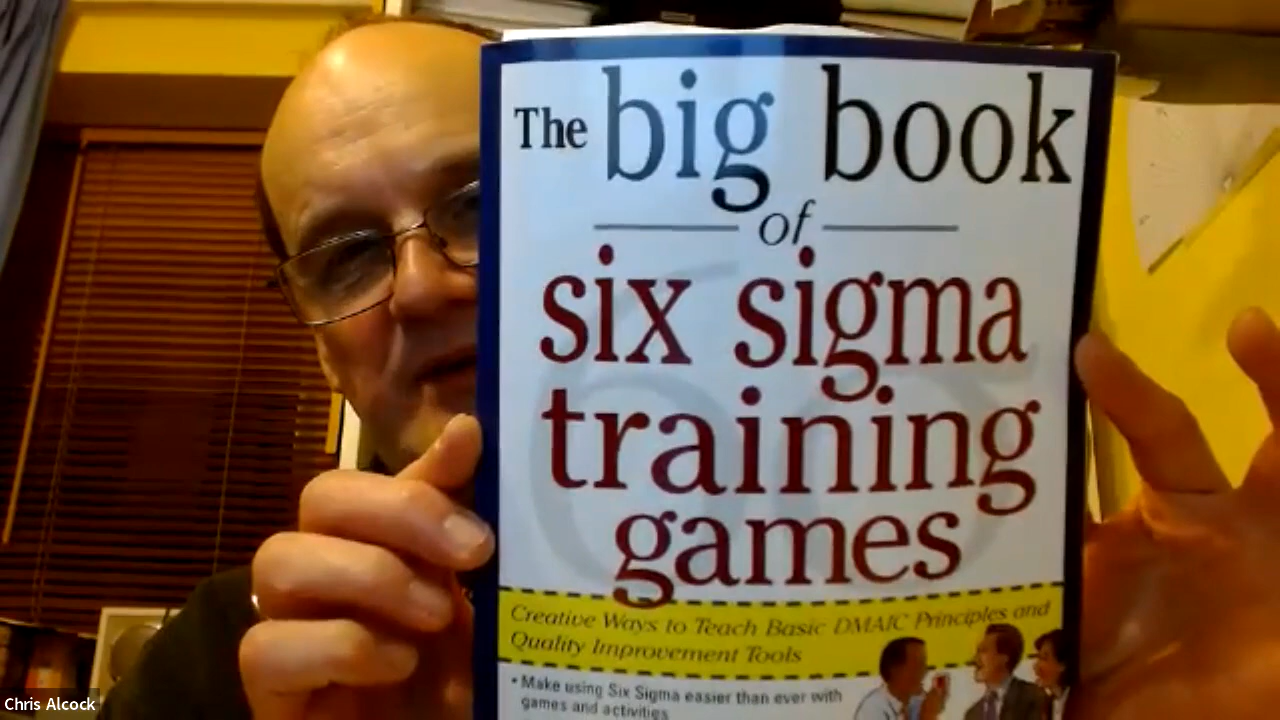 The big book
of
six sigma
training
games
Creative Ways to Teach Basic DMAIC Principles and
Quality Improvement Tools
• Make using Six Sigma easier than ever with
games and activities
Chris Alcock